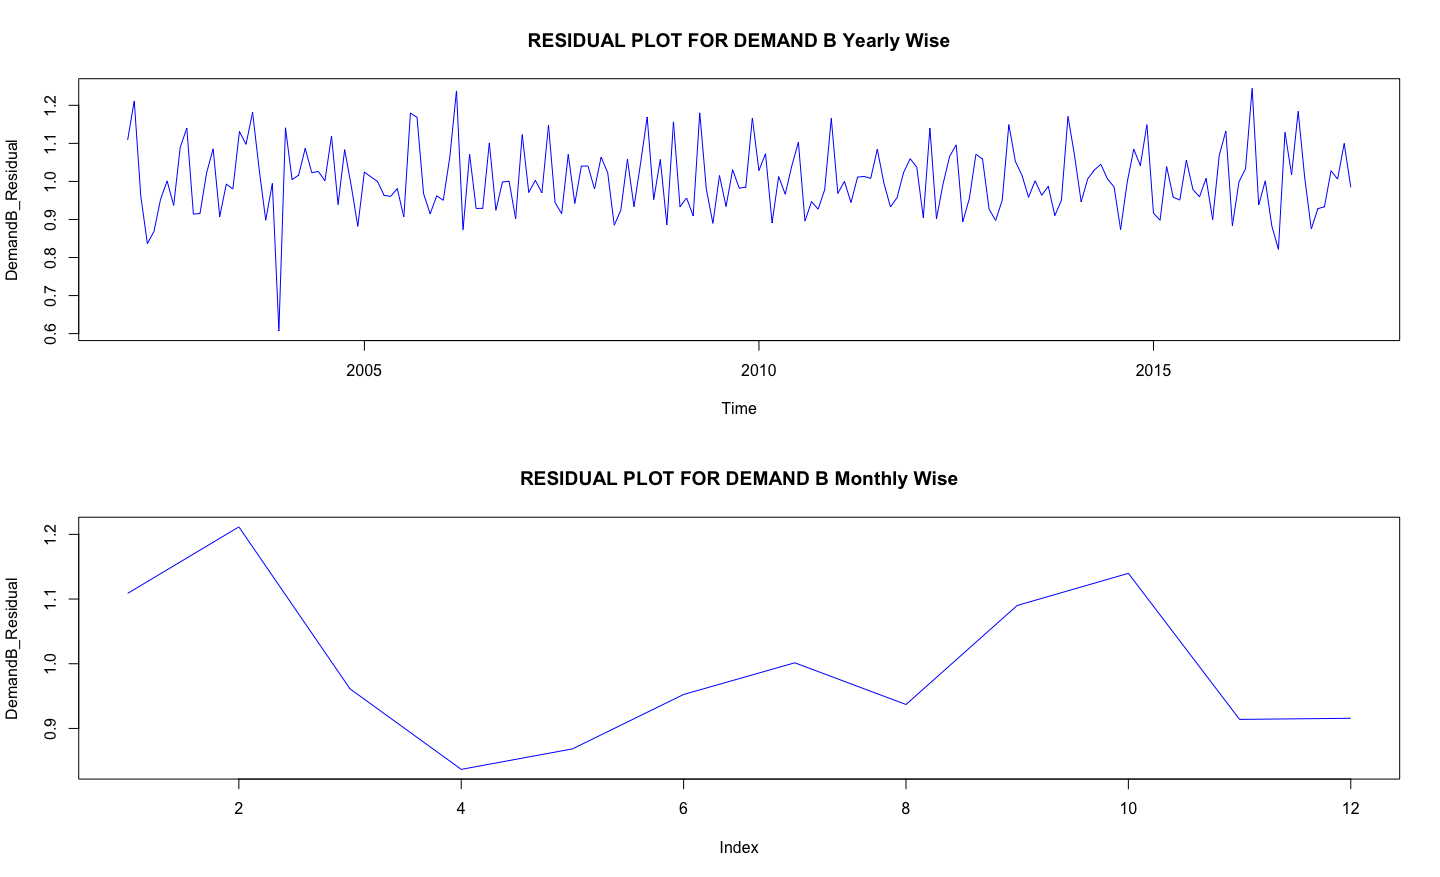 RESIDUAL PLOT FOR DEMAND B Yearly Wise
DemandB_Residual
1.2
1.1
1.0
0.9
0.8
0.7
0.6
2005 2010 2015
Time
RESIDUAL PLOT FOR DEMAND B Monthly Wise
DemandB_Residual
1.2
1.1
1.0
0.9
2 4 6 8 10 12
Index